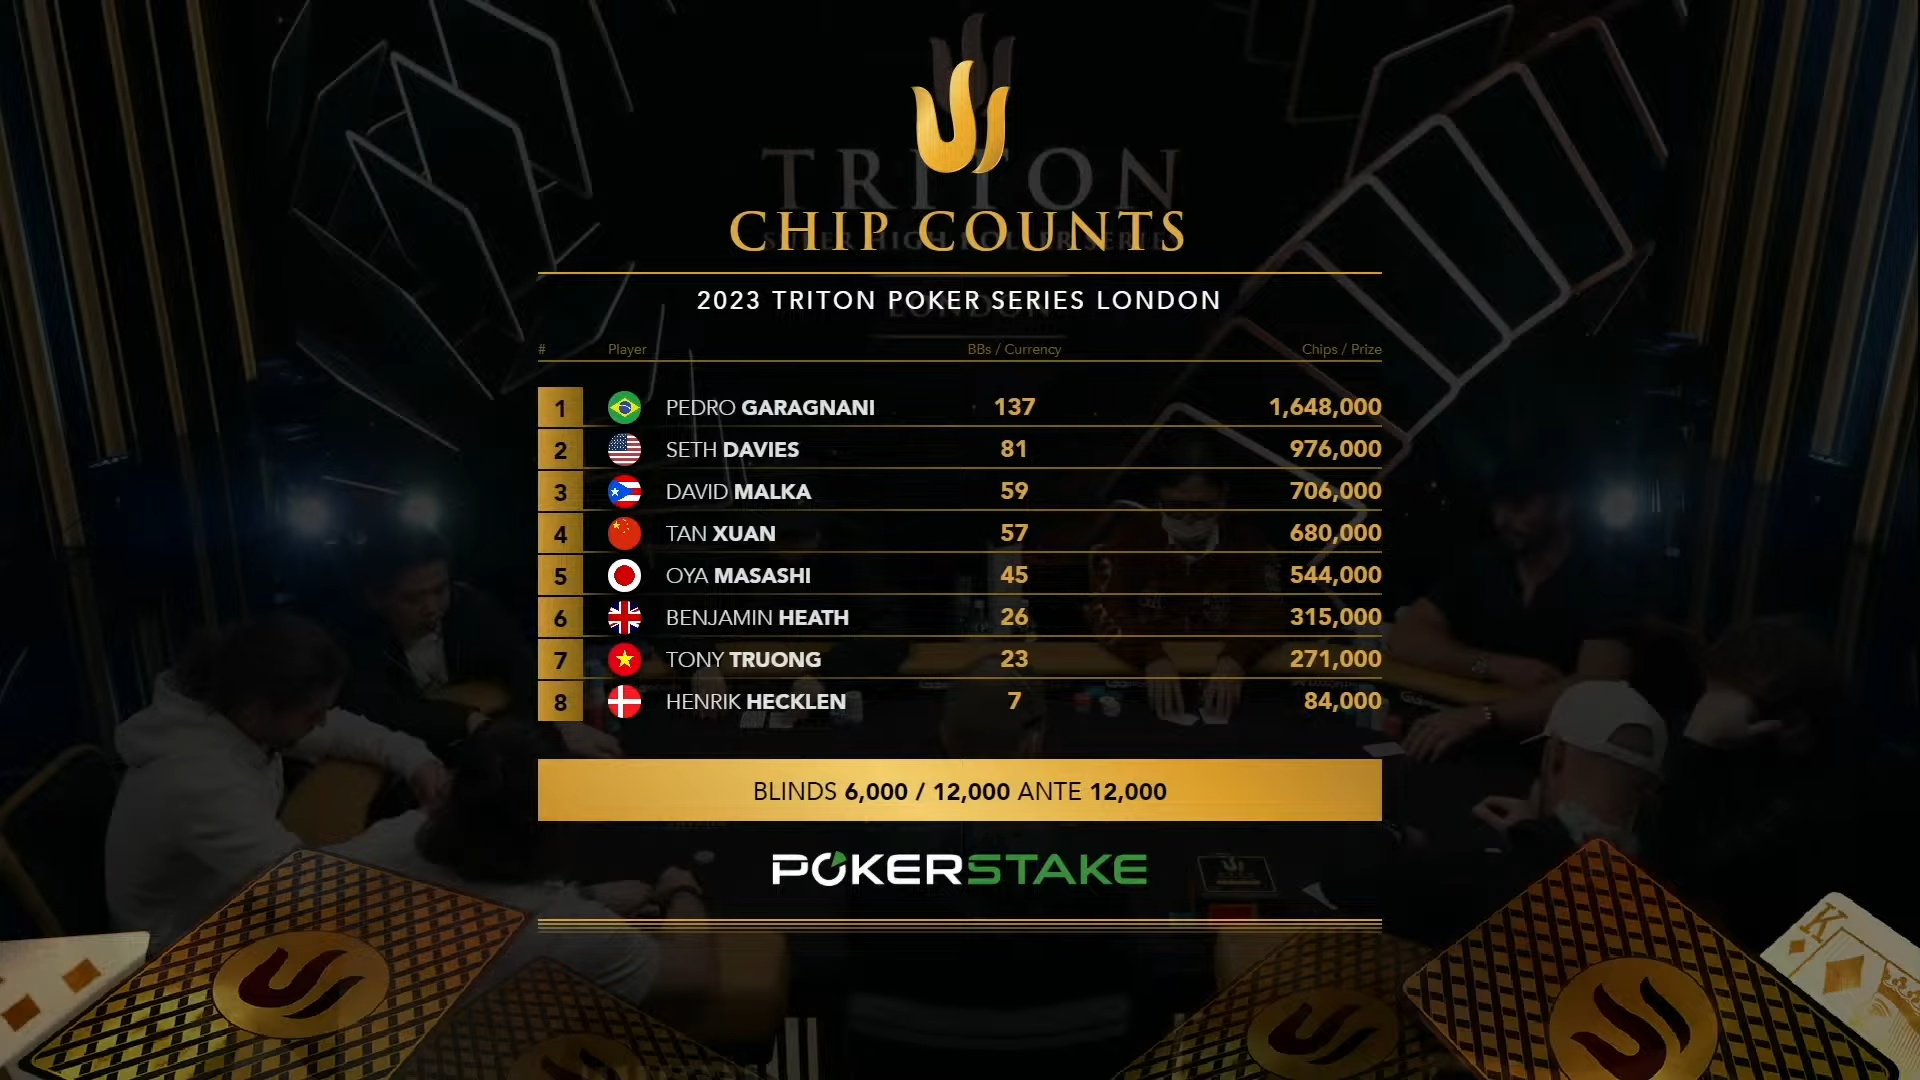 TRITON
CHIP COUNTS
2023 TRITON POKER SERIES LONDON
LONDON
# Player BBs / Currency Chips / Prize
1 PEDRO GARAGNANI 137 1,648,000
2 SETH DAVIES 81 976,000
3 DAVID MALKA 59 706,000
4 TAN XUAN 57 680,000
5 OYA MASASHI 45 544,000
6 BENJAMIN HEATH 26 315,000
7 TONY TRUONG 23 271,000
8 HENRIK HECKLEN 7 84,000
BLINDS 6,000 / 12,000 ANTE 12,000
POKERSTAKE
K